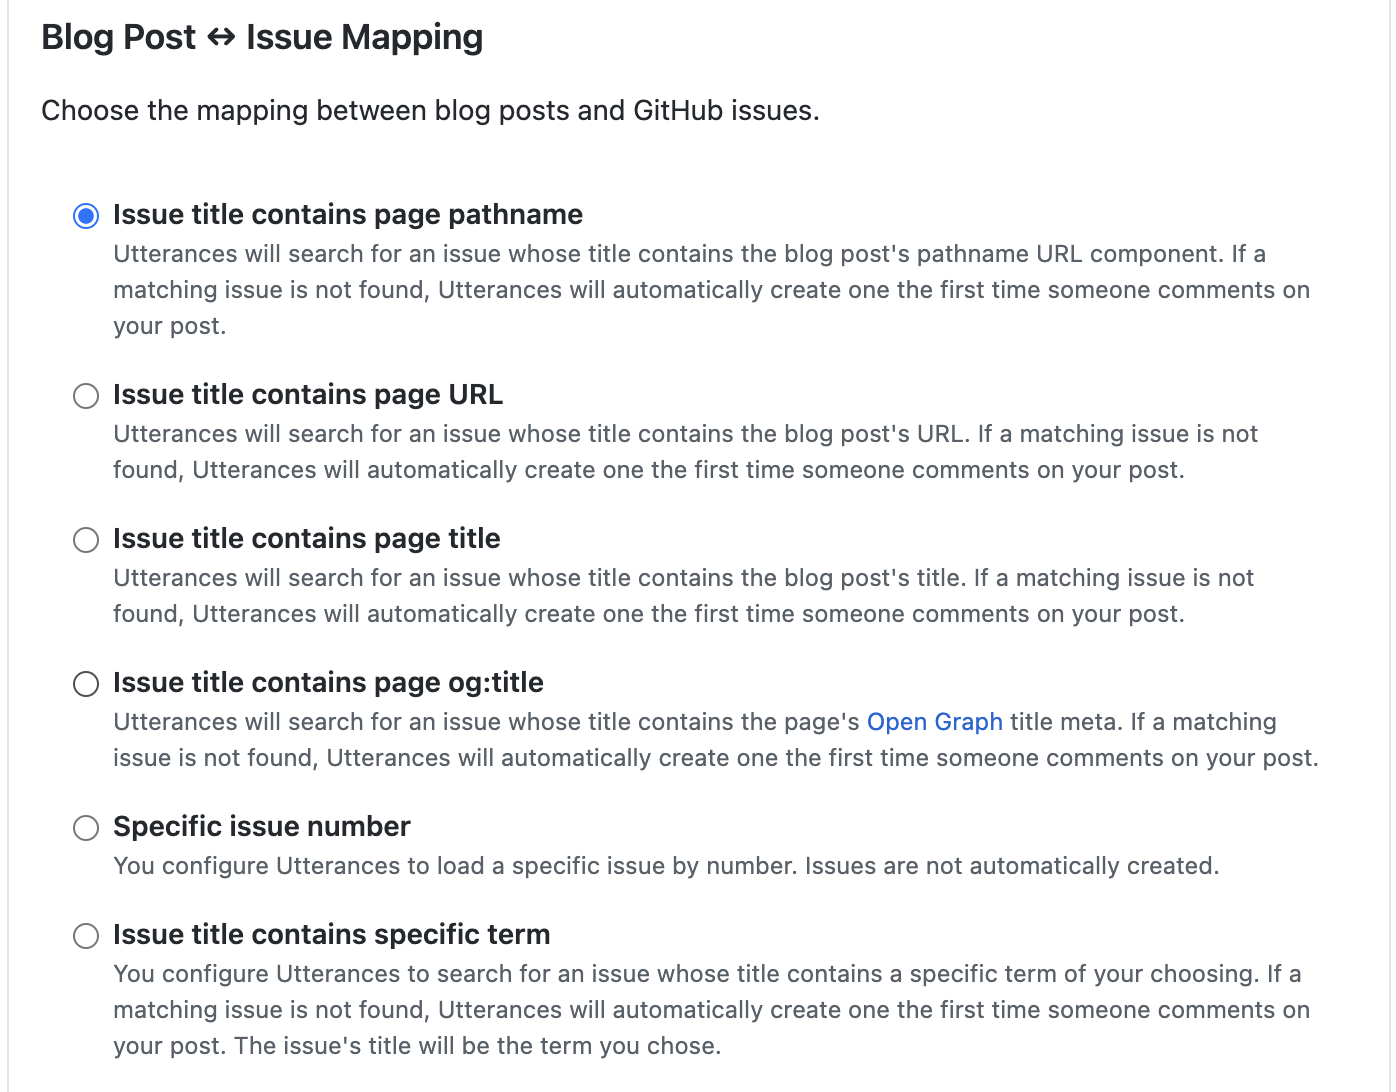 Blog Post ↔ Issue Mapping
Choose the mapping between blog posts and GitHub issues.
Issue title contains page pathname
Utterances will search for an issue whose title contains the blog post's pathname URL component. If a
matching issue is not found, Utterances will automatically create one the first time someone comments on
your post.
Issue title contains page URL
Utterances will search for an issue whose title contains the blog post's URL. If a matching issue is not
found, Utterances will automatically create one the first time someone comments on your post.
Issue title contains page title
Utterances will search for an issue whose title contains the blog post's title. If a matching issue is not
found, Utterances will automatically create one the first time someone comments on your post.
Issue title contains page og:title
Utterances will search for an issue whose title contains the page's Open Graph title meta. If a matching
issue is not found, Utterances will automatically create one the first time someone comments on your post.
Specific issue number
You configure Utterances to load a specific issue by number. Issues are not automatically created.
Issue title contains specific term
You configure Utterances to search for an issue whose title contains a specific term of your choosing. If a
matching issue is not found, Utterances will automatically create one the first time someone comments on
your post. The issue's title will be the term you chose.